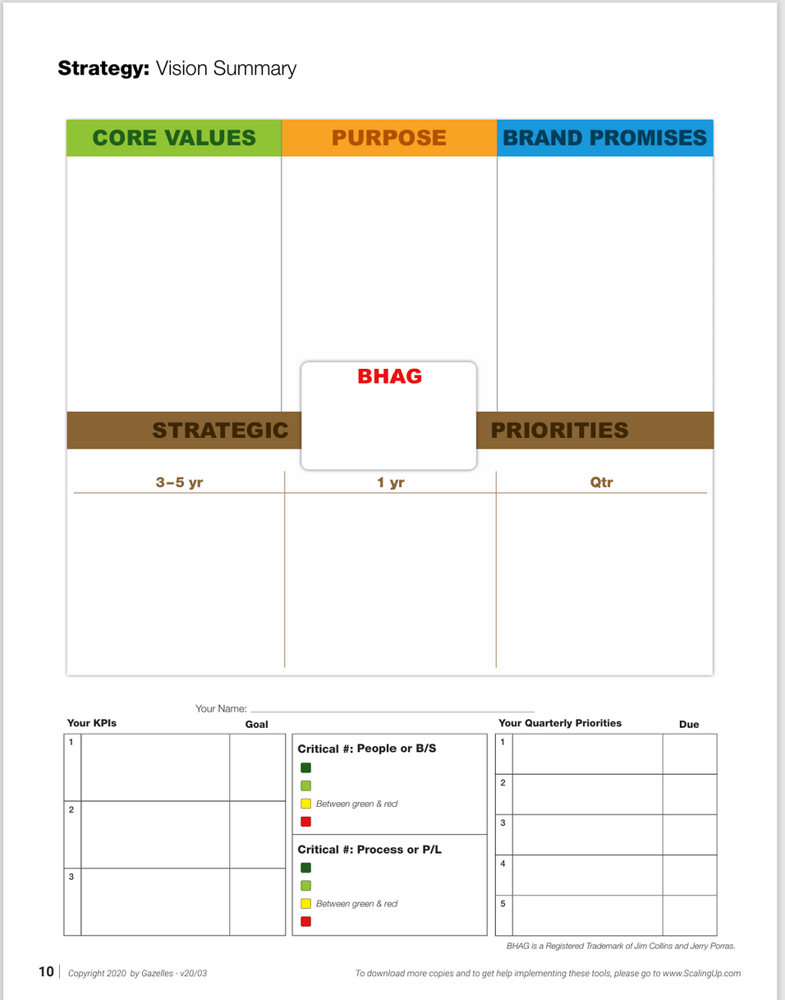 Strategy: Vision Summary
CORE VALUES
PURPOSE
BRAND PROMISES
BHAG
STRATEGIC
PRIORITIES
3–5 yr
1 yr
Qtr
Your Name:
Your KPIs
Goal
1
2
3
Critical #: People or B/S
Between green & red
Critical #: Process or P/L
Between green & red
Your Quarterly Priorities
Due
1
2
3
4
5
BHAG is a Registered Trademark of Jim Collins and Jerry Porras.
10
Copyright 2020 by Gazelles - v20/03
To download more copies and to get help implementing these tools, please go to www.ScalingUp.com